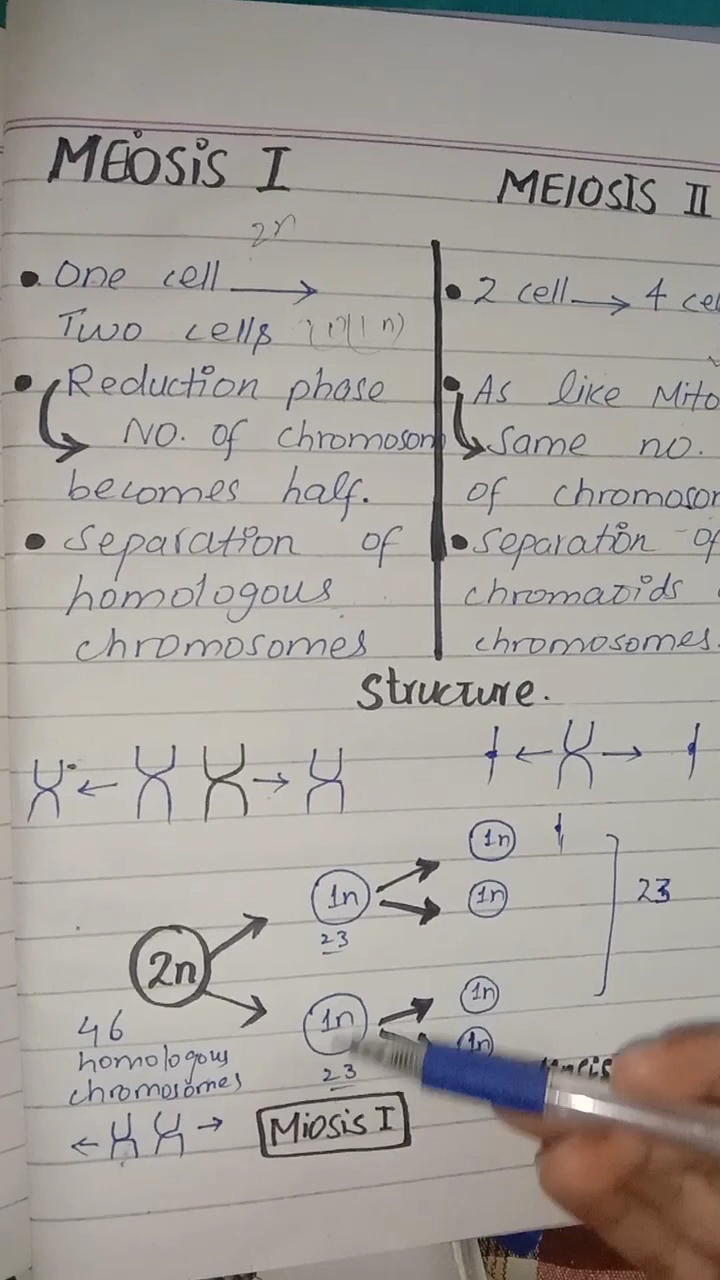 MEIOSIS I
MEIOSIS II
2n
• One cell →
Two cells (1n)
• Reduction phase
→ NO. of chromosom
becomes half.
• Separation of
homologous
chromosomes
• 2 cell → 4 cel
• As like Mito
→ Same no.
of chromosom
• Separation of
chromatids
chromosomes.
Structure.
1n
1n
23
1n
23
2n
1n
1n
1n
23
46
homologous
chromosomes
Miosis I